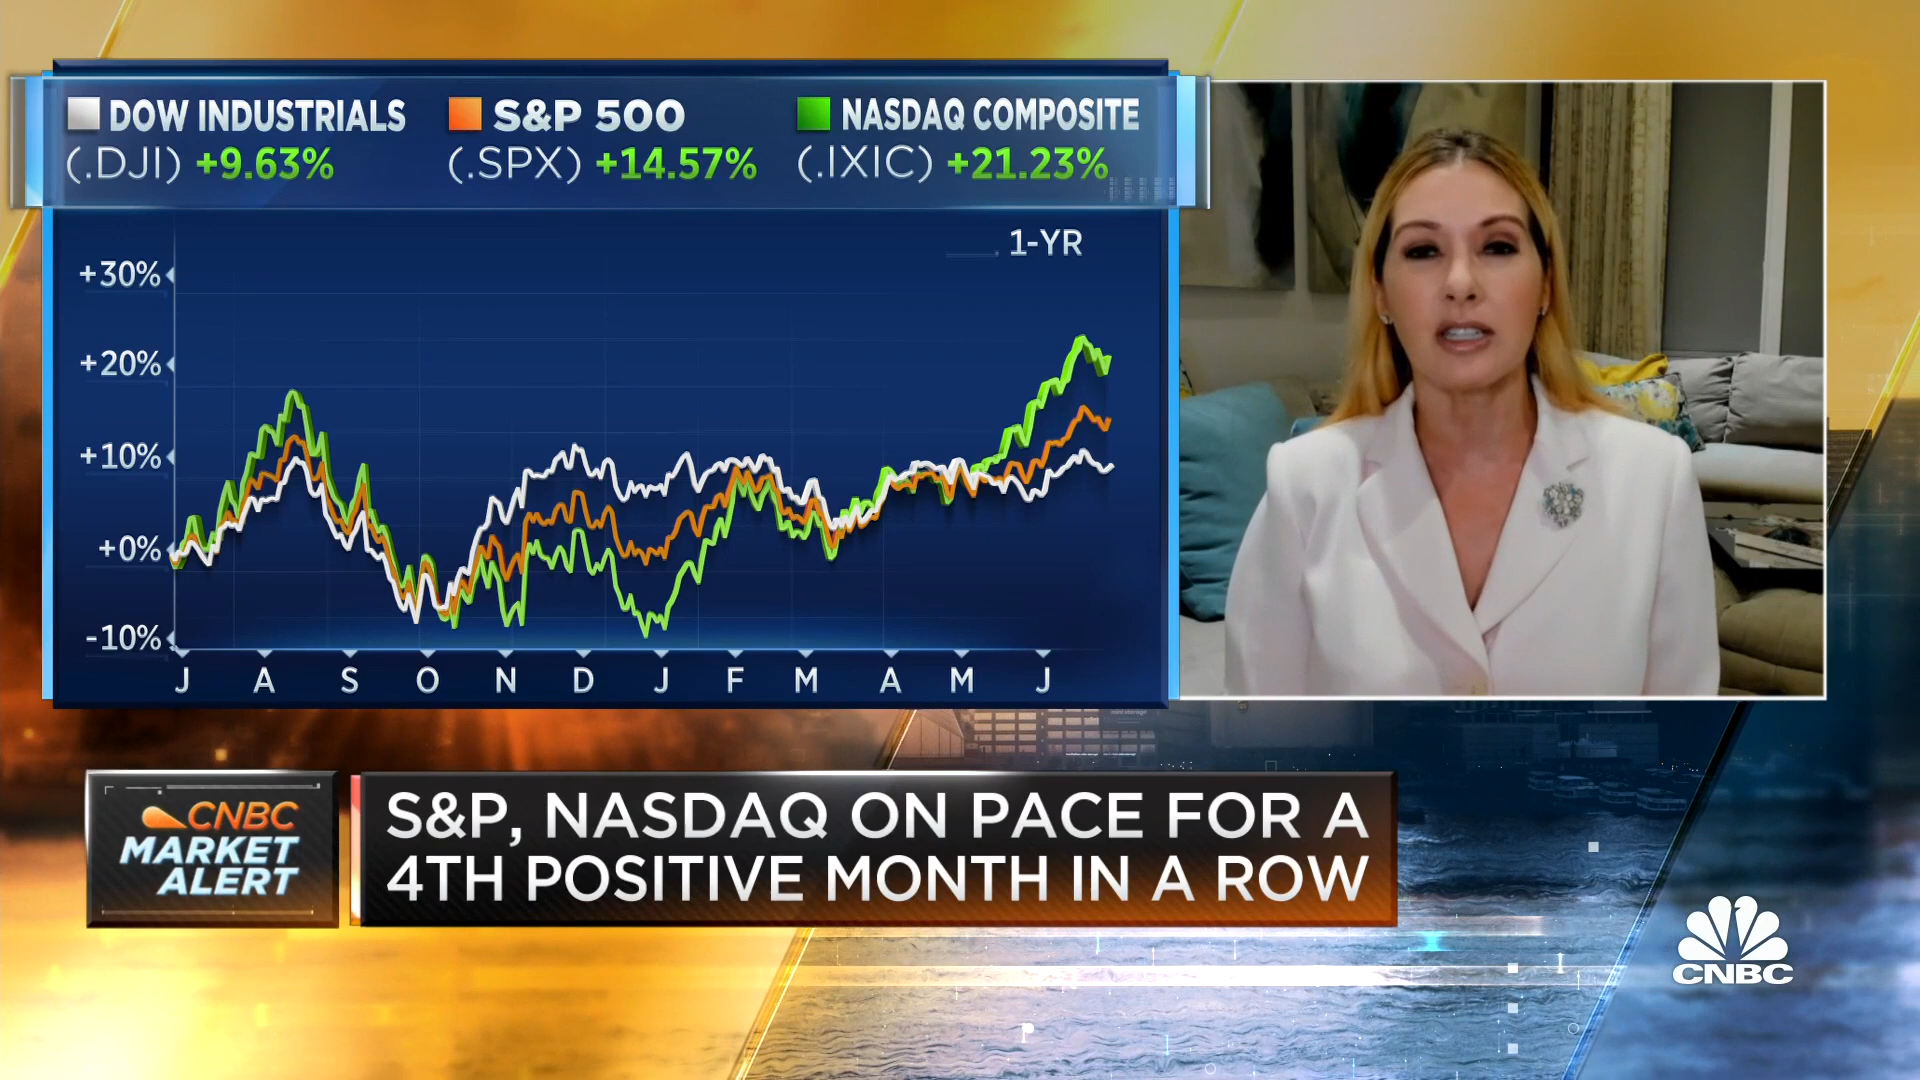 DOW INDUSTRIALS
(.DJI) +9.63%
S&P 500
(.SPX) +14.57%
NASDAQ COMPOSITE
(.IXIC) +21.23%
1-YR
+30%
+20%
+10%
+0%
-10%
J A S O N D J F M A M J
CNBC
MARKET
ALERT
S&P, NASDAQ ON PACE FOR A
4TH POSITIVE MONTH IN A ROW
CNBC